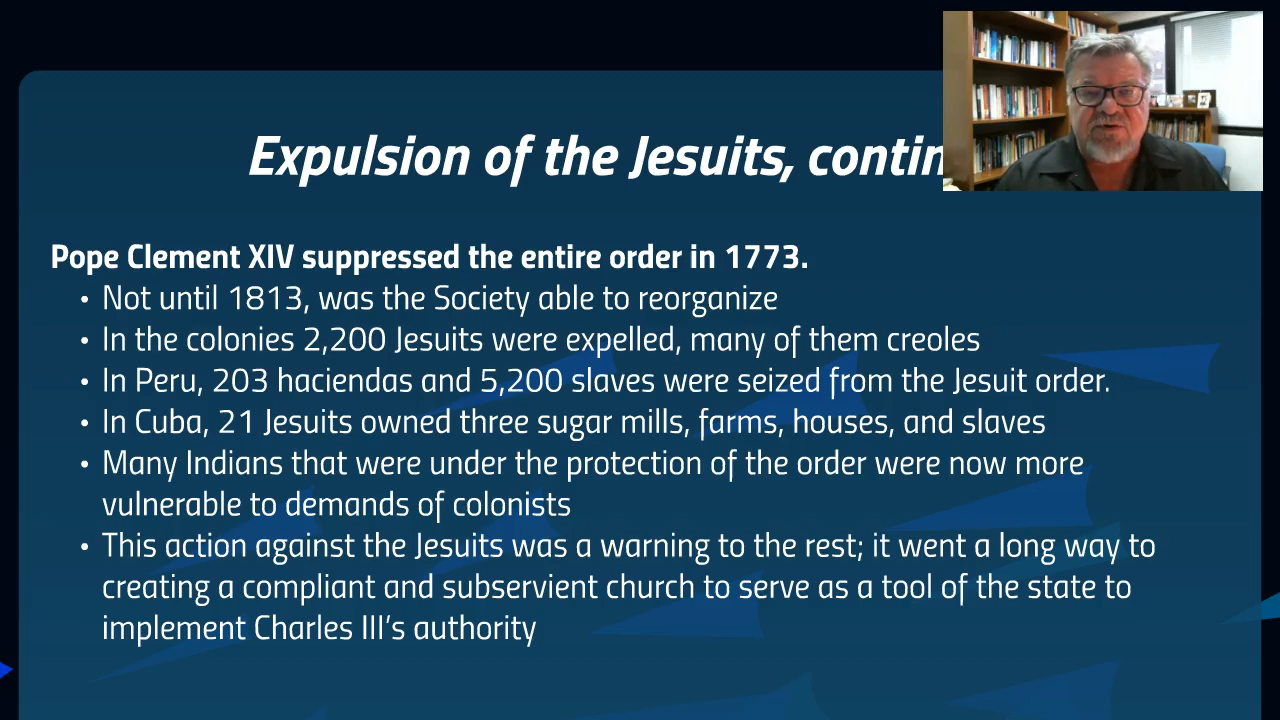 Expulsion of the Jesuits, contin
Pope Clement XIV suppressed the entire order in 1773.
• Not until 1813, was the Society able to reorganize
• In the colonies 2,200 Jesuits were expelled, many of them creoles
• In Peru, 203 haciendas and 5,200 slaves were seized from the Jesuit order.
• In Cuba, 21 Jesuits owned three sugar mills, farms, houses, and slaves
• Many Indians that were under the protection of the order were now more
vulnerable to demands of colonists
• This action against the Jesuits was a warning to the rest; it went a long way to
creating a compliant and subservient church to serve as a tool of the state to
implement Charles III's authority